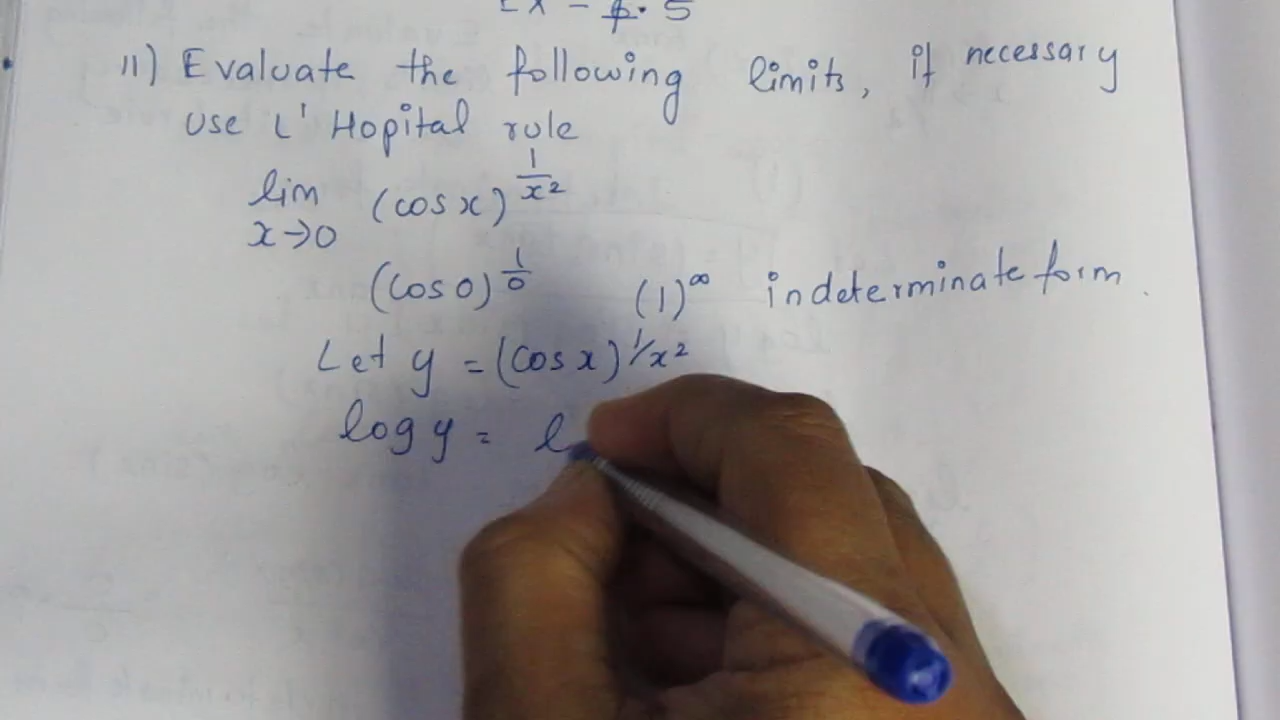 11) Evaluate the following limits, if necessary
use L' Hopital rule
lim x→0 (cos x)^(1/x²)
(cos 0)^(1/0) (1)^∞ indeterminate form.
Let y = (cos x)^(1/x²)
log y = l